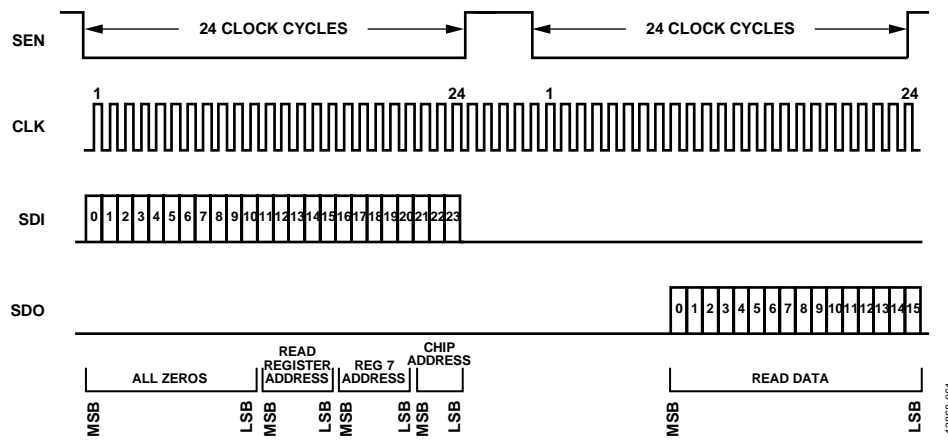 SEN
24 CLOCK CYCLES
24 CLOCK CYCLES
1
24
1
24
CLK
SDI
0 1 2 3 4 5 6 7 8 9 10 11 12 13 14 15 16 17 18 19 20 21 22 23
SDO
0 1 2 3 4 5 6 7 8 9 10 11 12 13 14 15
ALL ZEROS
READ
REGISTER
ADDRESS
REG 7
ADDRESS
CHIP
ADDRESS
READ DATA
MSB
LSB
MSB
LSB
MSB
LSB
MSB
LSB
MSB
LSB